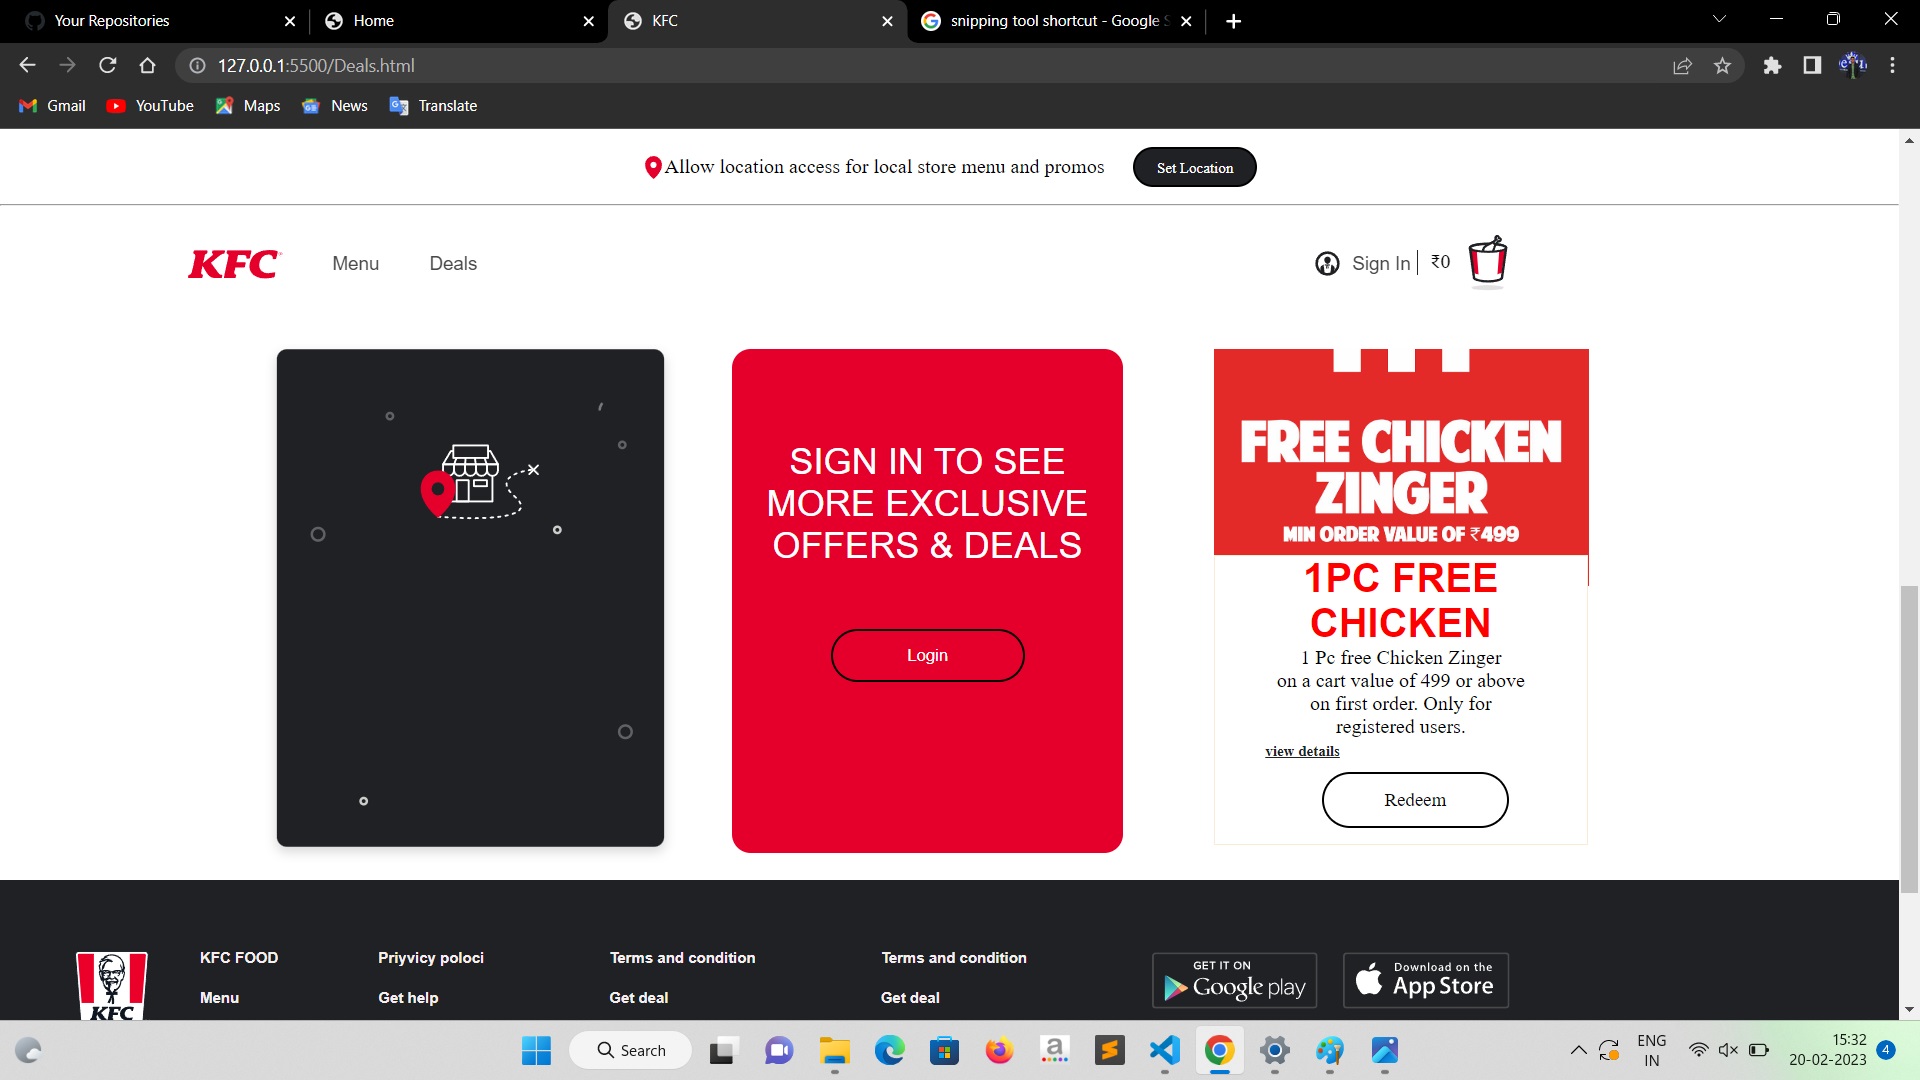 Your Repositories
Home
KFC
snipping tool shortcut - Google S
127.0.0.1:5500/Deals.html
Gmail
YouTube
Maps
News
Translate
Allow location access for local store menu and promos
Set Location
KFC
Menu
Deals
Sign In
₹0
SIGN IN TO SEE
MORE EXCLUSIVE
OFFERS & DEALS
Login
FREE CHICKEN
ZINGER
MIN ORDER VALUE OF ₹499
1PC FREE
CHICKEN
1 Pc free Chicken Zinger
on a cart value of 499 or above
on first order. Only for
registered users.
view details
Redeem
KFC
KFC FOOD
Priyvicy poloci
Terms and condition
Terms and condition
Menu
Get help
Get deal
Get deal
GET IT ON
Google play
Download on the
App Store
Search
ENG
IN
15:32
20-02-2023
4